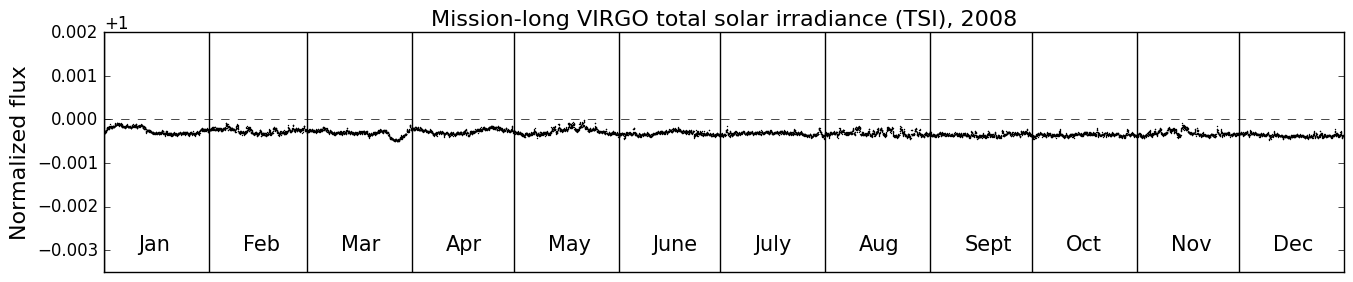 Mission-long VIRGO total solar irradiance (TSI), 2008
+1
0.002
0.001
0.000
−0.001
−0.002
−0.003
Normalized flux
Jan Feb Mar Apr May June July Aug Sept Oct Nov Dec